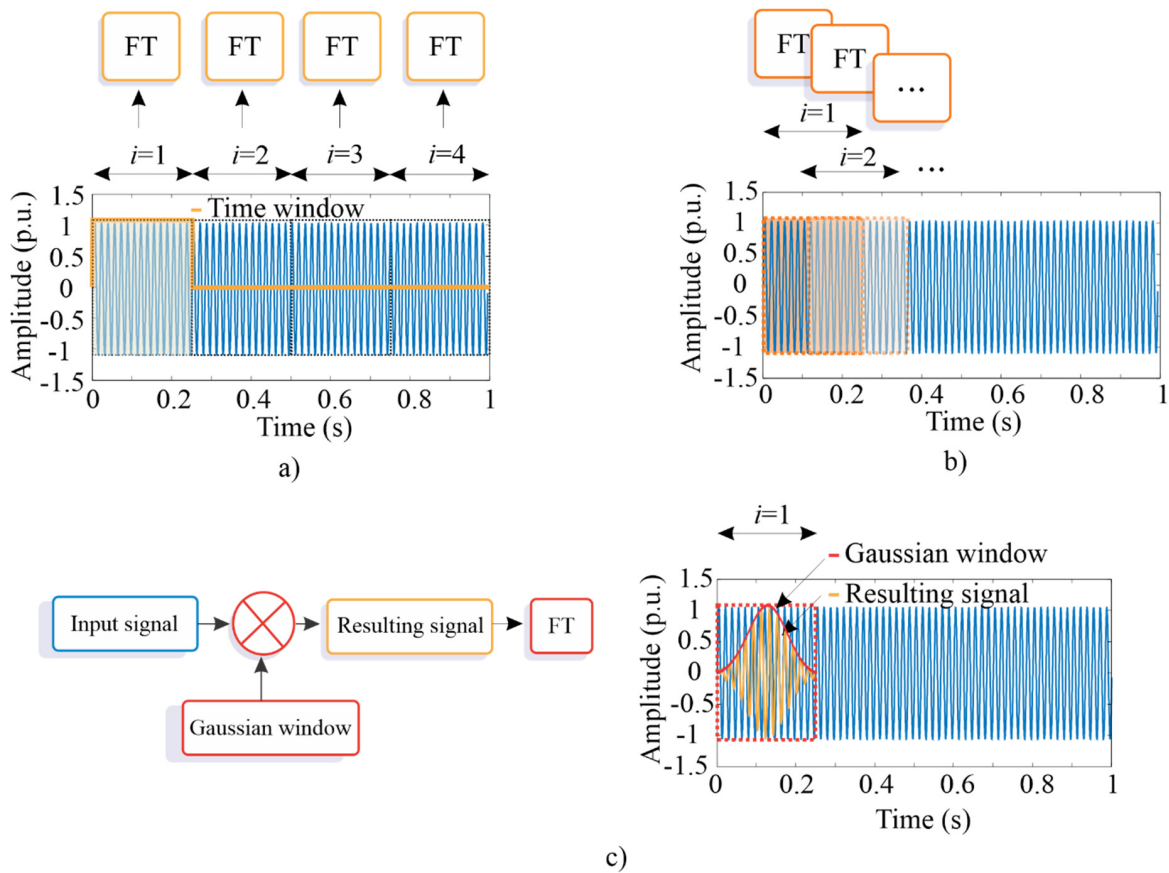 FT FT FT FT
i=1 i=2 i=3 i=4
Time window
Amplitude (p.u.)
1.5
1
0.5
0
-0.5
-1
-1.5
0 0.2 0.4 0.6 0.8 1
Time (s)
a)
FT
FT
...
i=1
i=2 ...
Amplitude (p.u.)
1.5
1
0.5
0
-0.5
-1
-1.5
0 0.2 0.4 0.6 0.8 1
Time (s)
b)
Input signal
Resulting signal
FT
Gaussian window
i=1
Gaussian window
Resulting signal
Amplitude (p.u.)
1.5
1
0.5
0
-0.5
-1
-1.5
0 0.2 0.4 0.6 0.8 1
Time (s)
c)